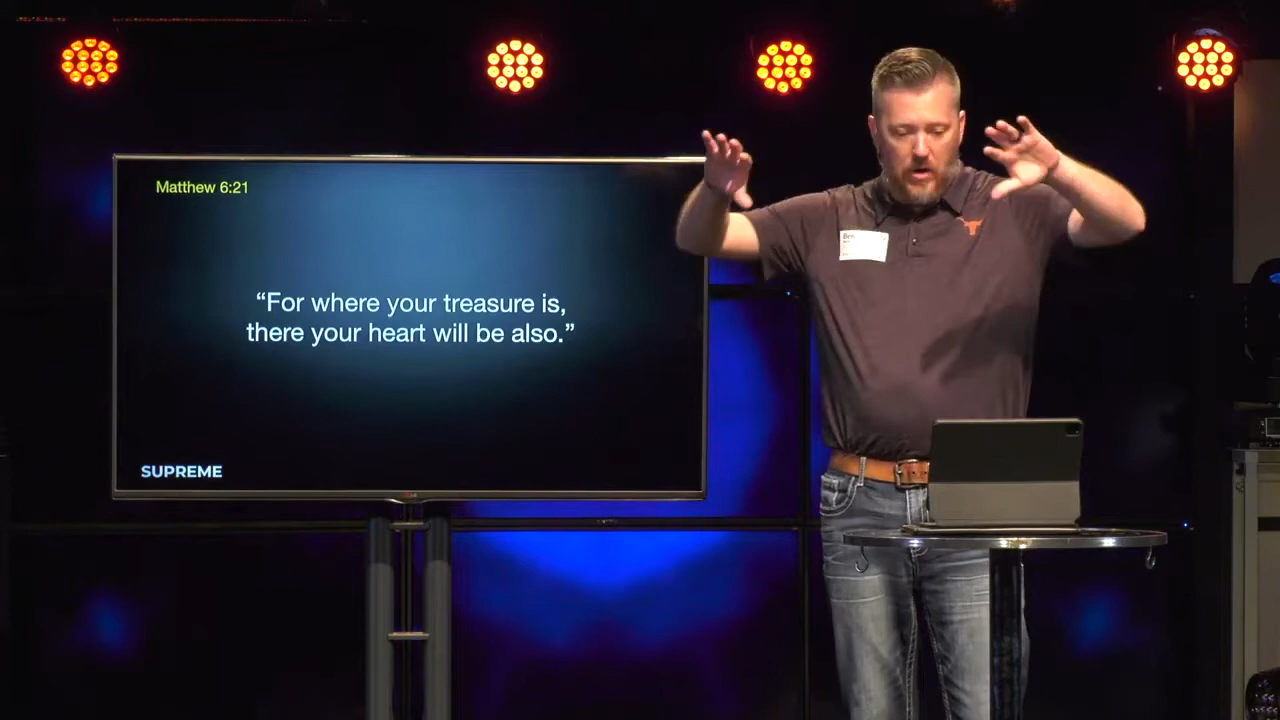 Matthew 6:21
“For where your treasure is,
there your heart will be also.”
SUPREME